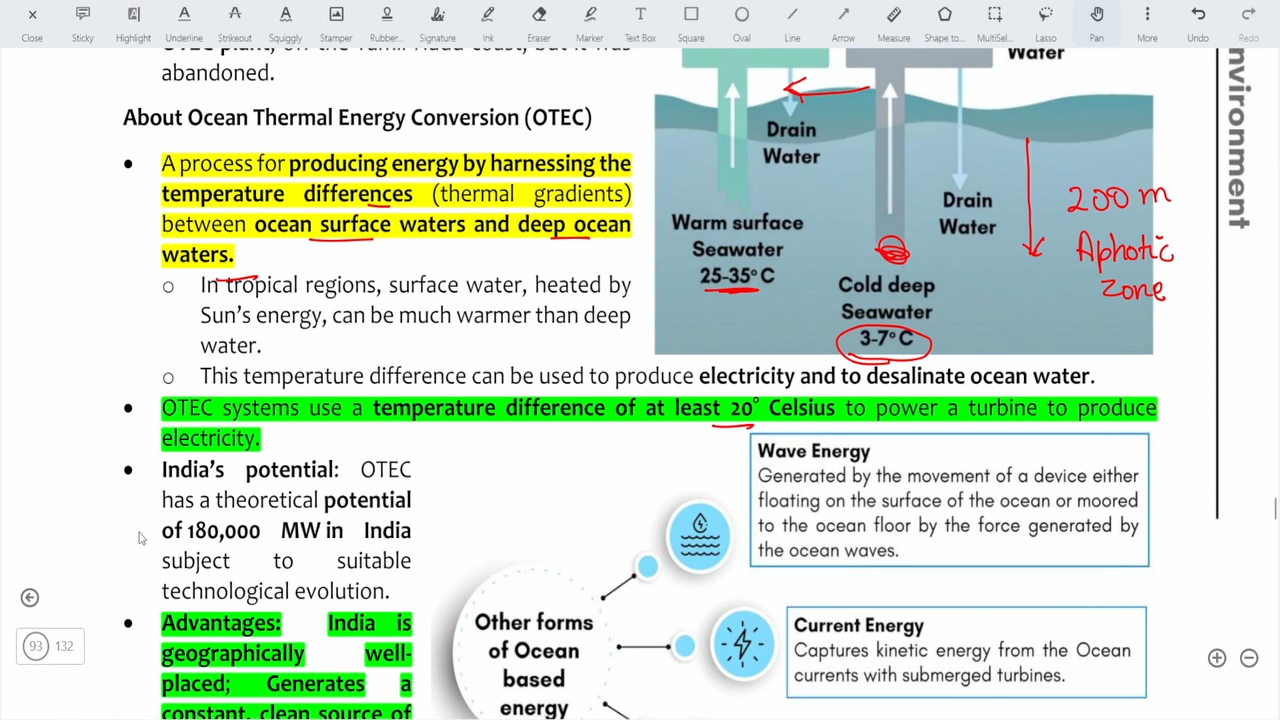 Close
Sticky
Highlight
Underline
Strikeout
Squiggly
Stamper
Rubber...
Signature
Ink
Eraser
Marker
Text Box
Square
Oval
Line
Arrow
Measure
Shape to...
MultiSel...
Lasso
Pan
More
Undo
Redo
abandoned.
About Ocean Thermal Energy Conversion (OTEC)
• A process for producing energy by harnessing the
temperature differences (thermal gradients)
between ocean surface waters and deep ocean
waters.
o In tropical regions, surface water, heated by
Sun's energy, can be much warmer than deep
water.
o This temperature difference can be used to produce electricity and to desalinate ocean water.
• OTEC systems use a temperature difference of at least 20° Celsius to power a turbine to produce
electricity.
• India's potential: OTEC
has a theoretical potential
of 180,000 MW in India
subject to suitable
technological evolution.
• Advantages: India is
geographically well-
placed; Generates a
constant, clean source of
Water
Drain
Water
Warm surface
Seawater
25-35° C
Cold deep
Seawater
3-7° C
Drain
Water
200 m
Aphotic
Zone
nvironment
Wave Energy
Generated by the movement of a device either
floating on the surface of the ocean or moored
to the ocean floor by the force generated by
the ocean waves.
Other forms
of Ocean
based
energy
Current Energy
Captures kinetic energy from the Ocean
currents with submerged turbines.
93 132